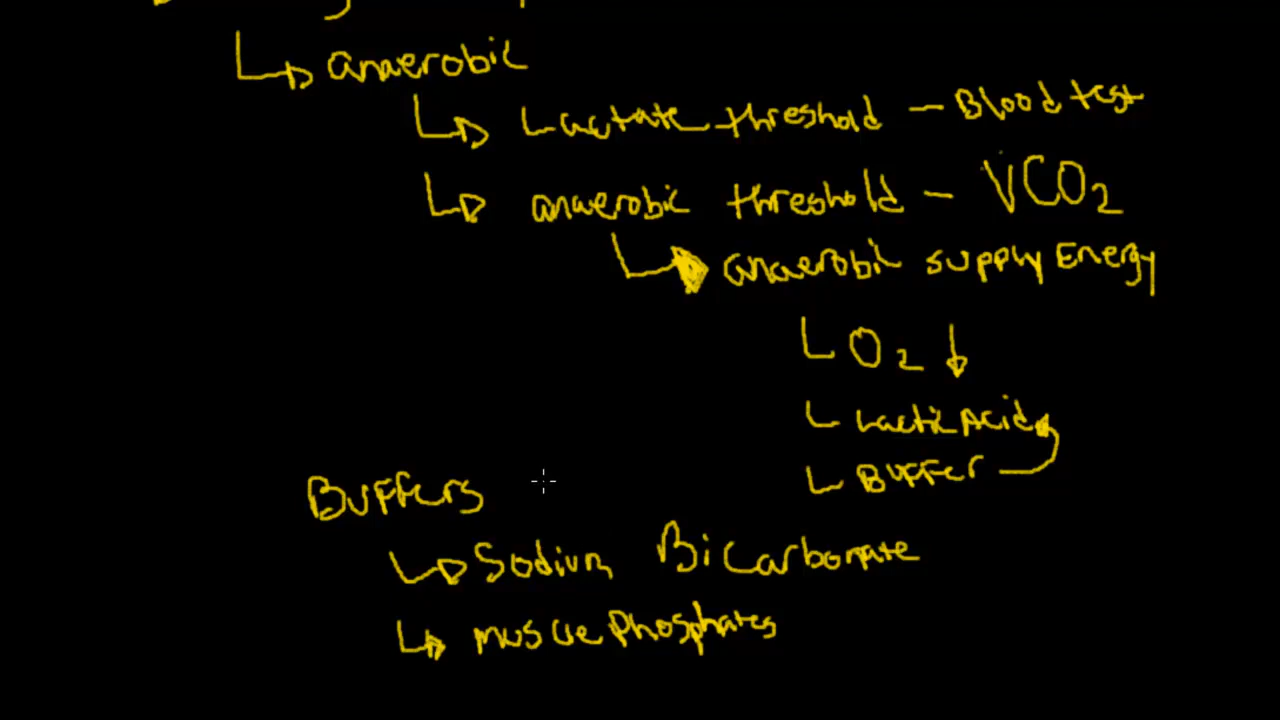 anaerobic
Lactate threshold - Blood test
anaerobic threshold - VCO2
anaerobic supply Energy
O2 ↓
Lactic Acid
Buffer
Buffers
Sodium Bicarbonate
muscle Phosphates